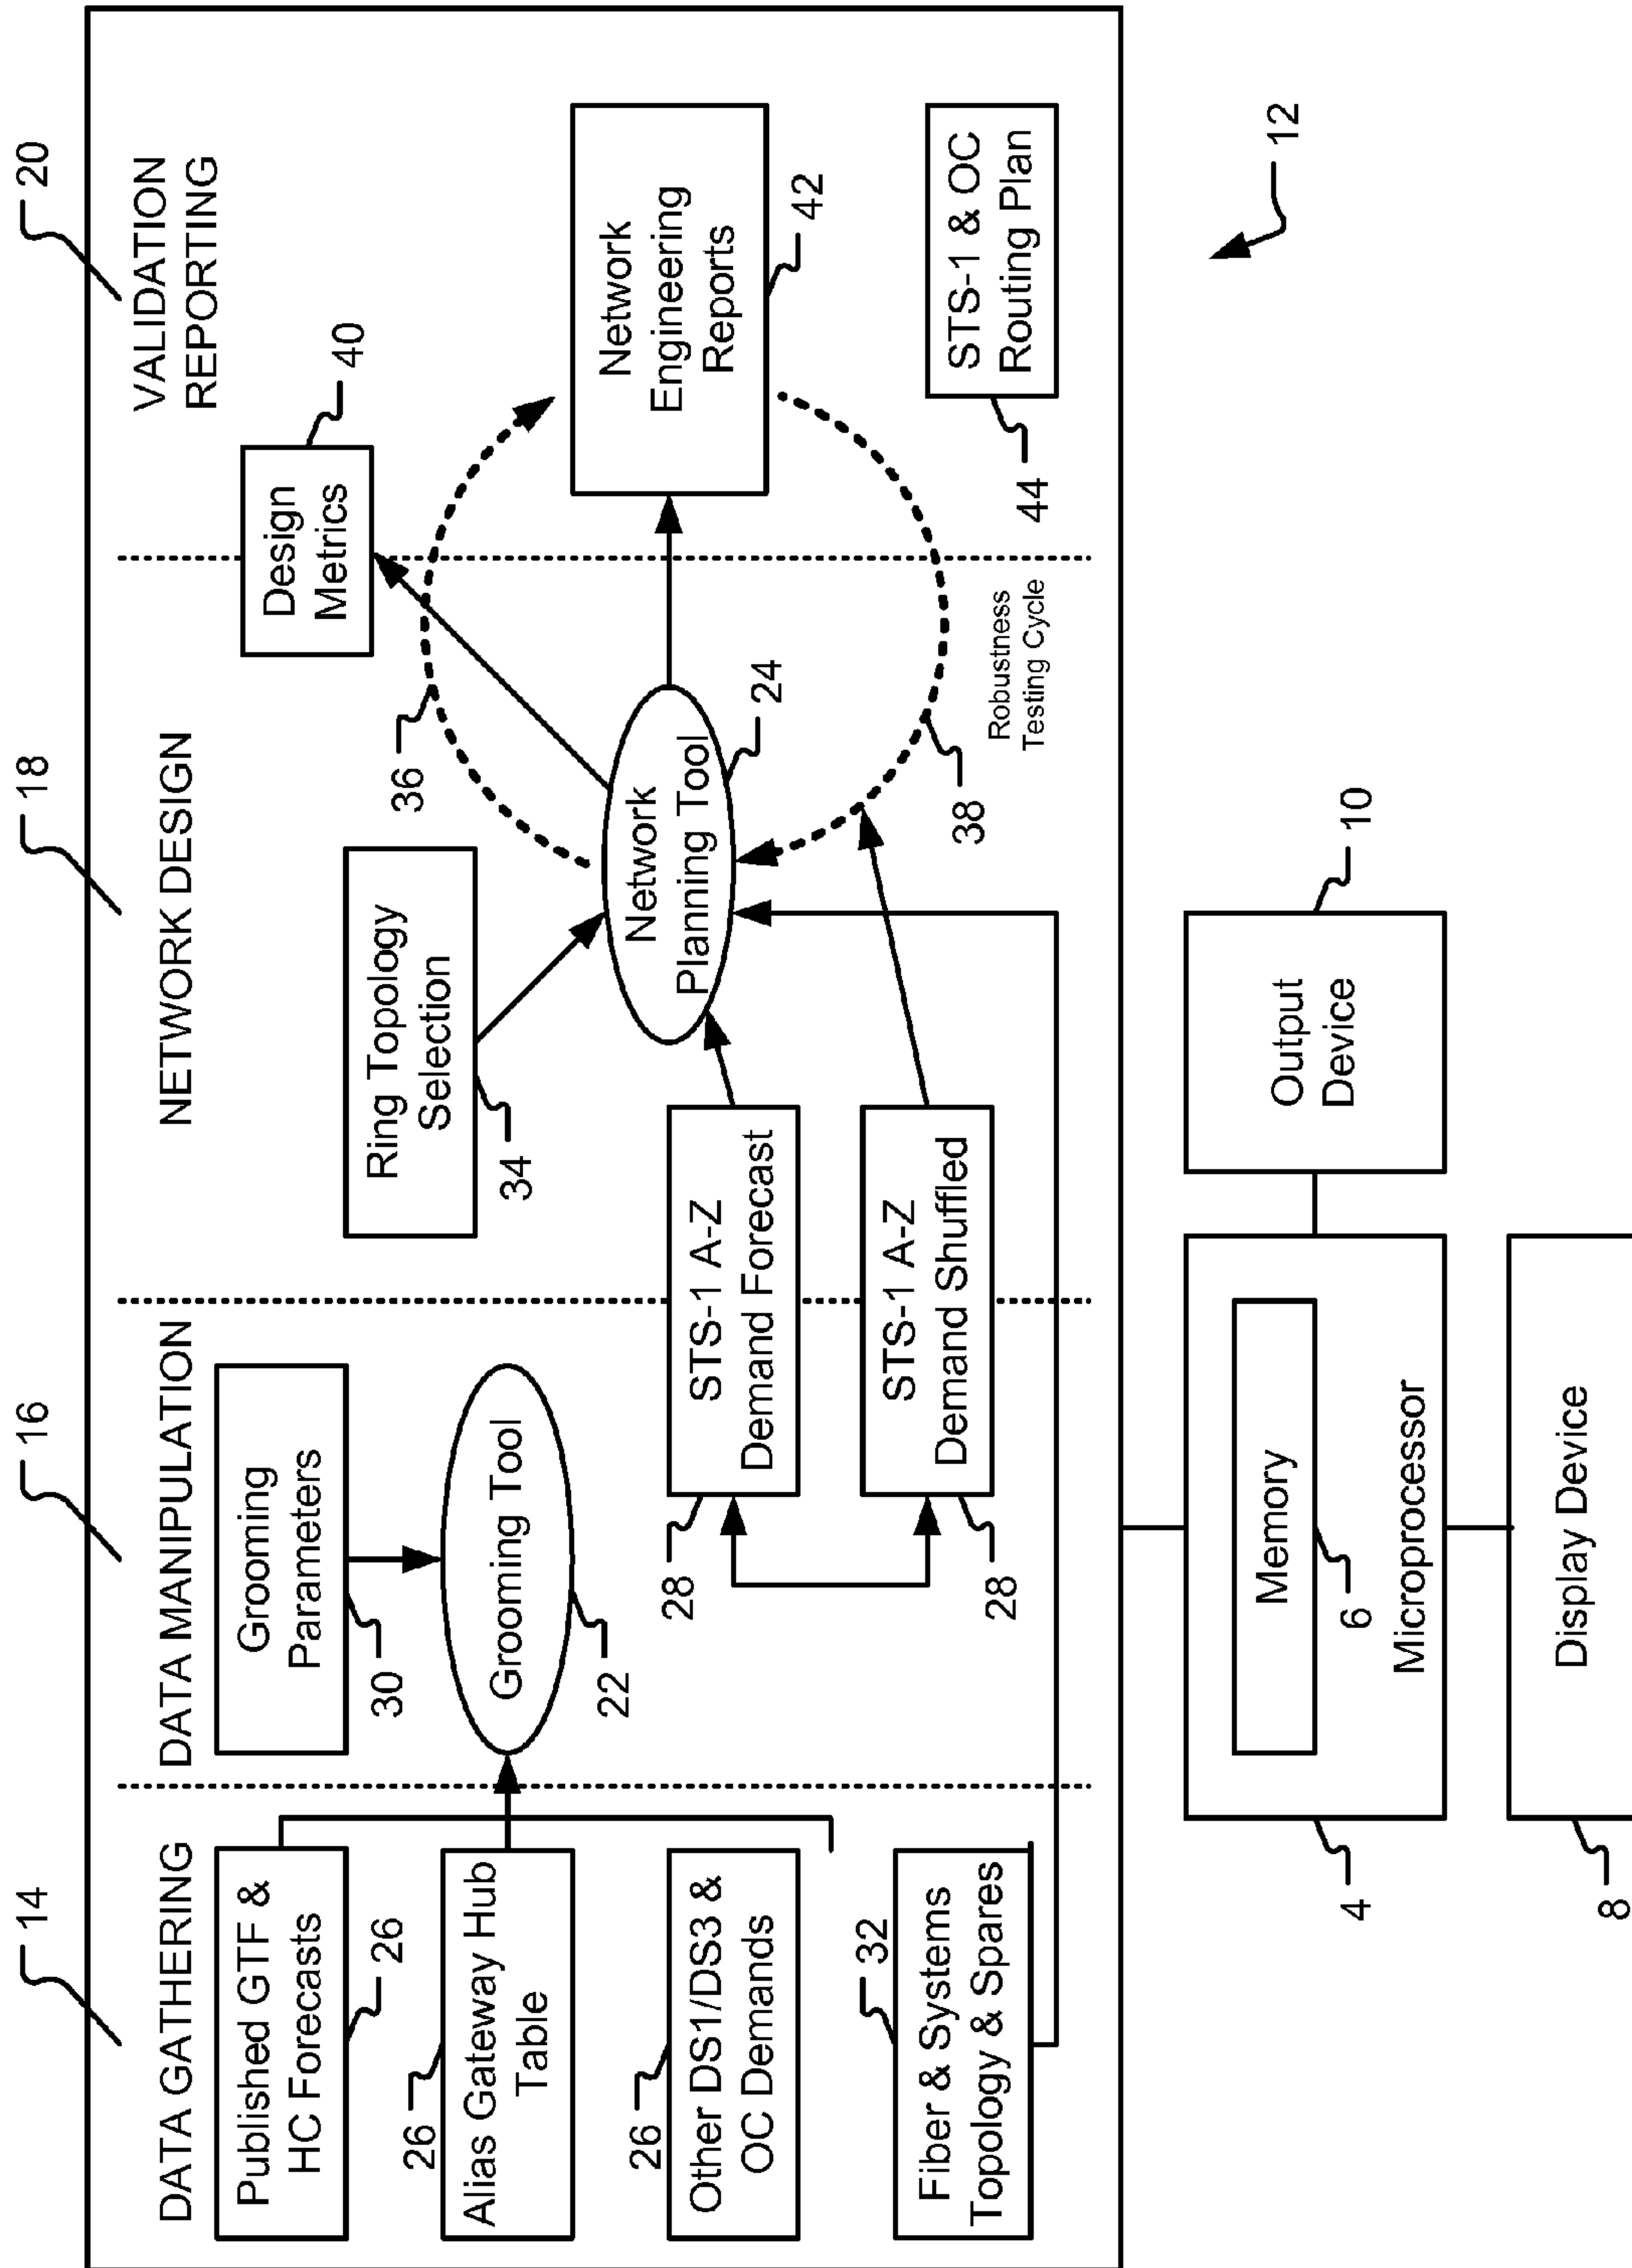 14
16
18
20
DATA GATHERING
DATA MANIPULATION
NETWORK DESIGN
VALIDATION
REPORTING
Published GTF &
HC Forecasts
26
Alias Gateway Hub
Table
26
Other DS1/DS3 &
OC Demands
26
Fiber & Systems
Topology & Spares
32
Grooming
Parameters
30
Grooming Tool
22
STS-1 A-Z
Demand Forecast
28
STS-1 A-Z
Demand Shuffled
28
Ring Topology
Selection
34
Network
Planning Tool
24
36
38
Robustness
Testing Cycle
Design
Metrics
40
Network
Engineering
Reports
42
STS-1 & OC
Routing Plan
44
12
Memory
6
Microprocessor
4
Output
Device
10
Display Device
8